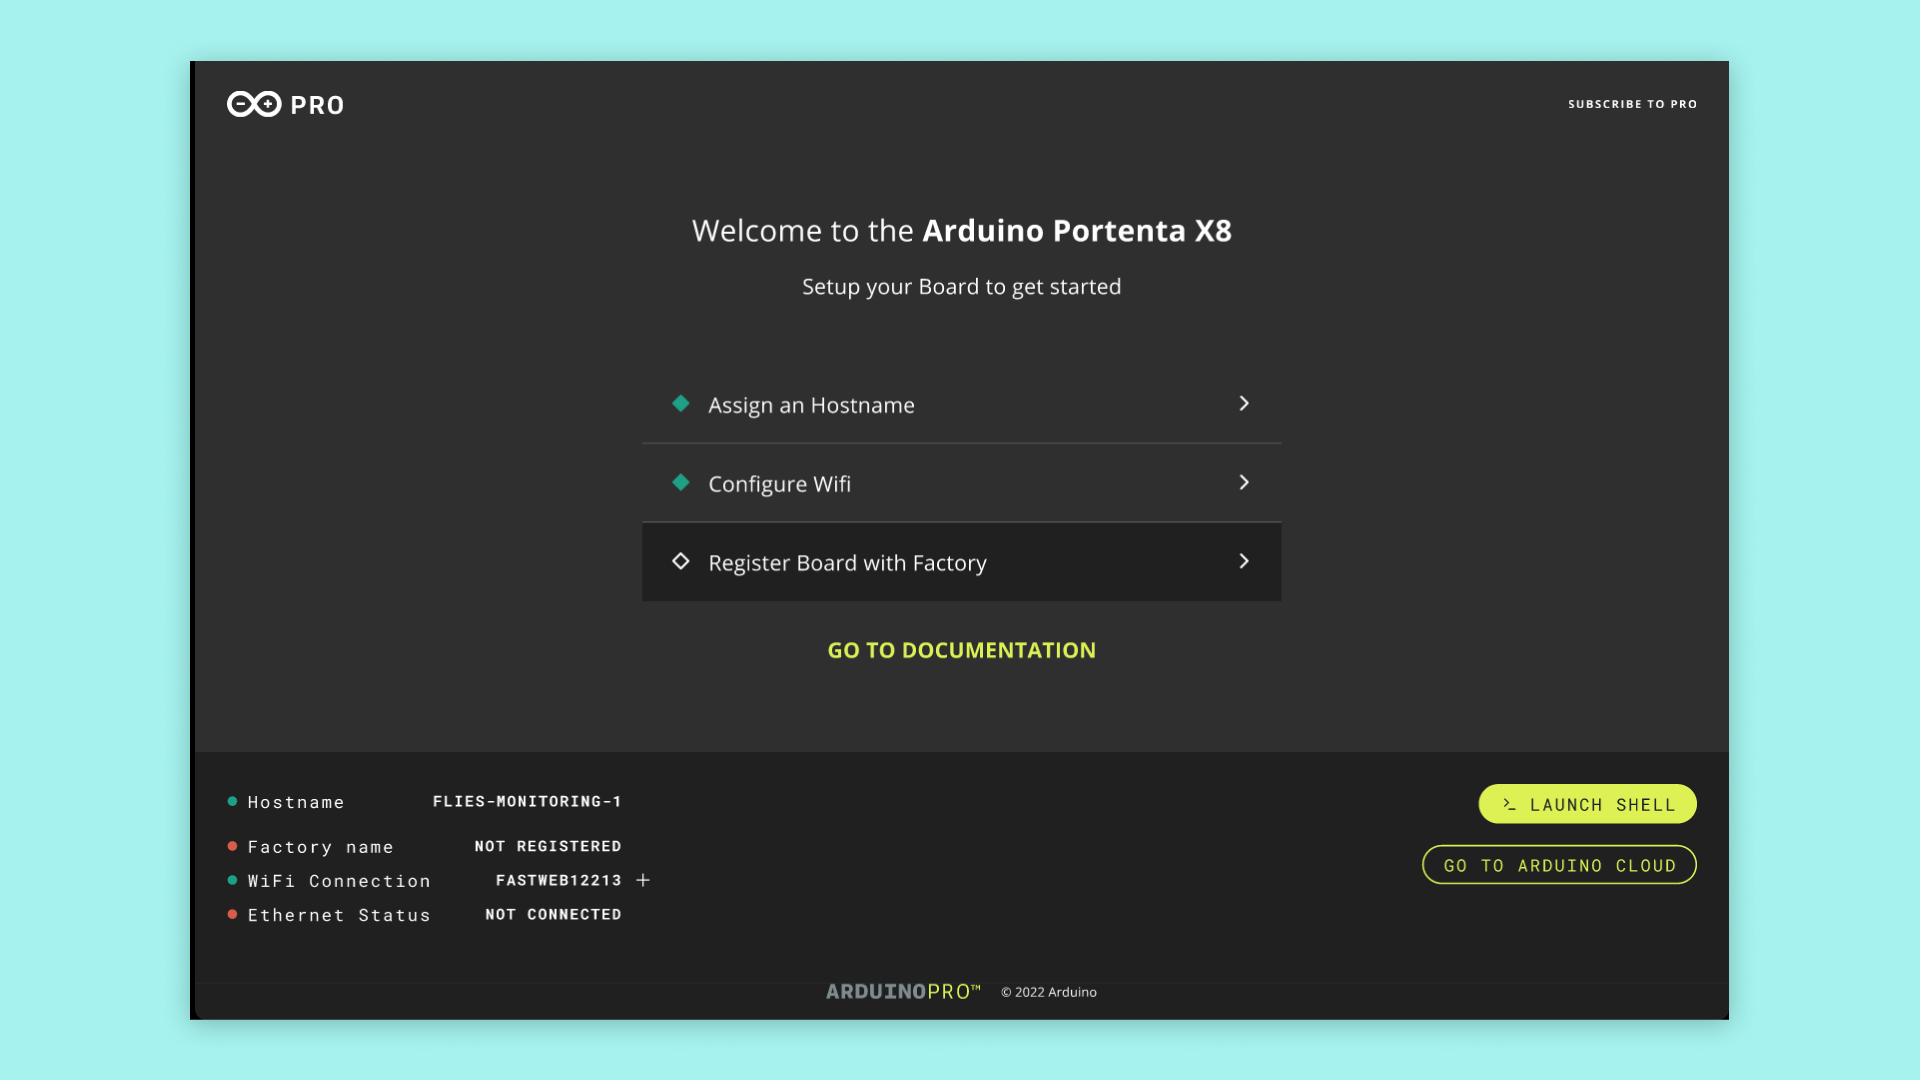 PRO
SUBSCRIBE TO PRO
Welcome to the Arduino Portenta X8
Setup your Board to get started
Assign an Hostname
Configure Wifi
Register Board with Factory
GO TO DOCUMENTATION
Hostname FLIES-MONITORING-1
Factory name NOT REGISTERED
WiFi Connection FASTWEB12213 +
Ethernet Status NOT CONNECTED
>_ LAUNCH SHELL
GO TO ARDUINO CLOUD
ARDUINOPRO™ © 2022 Arduino